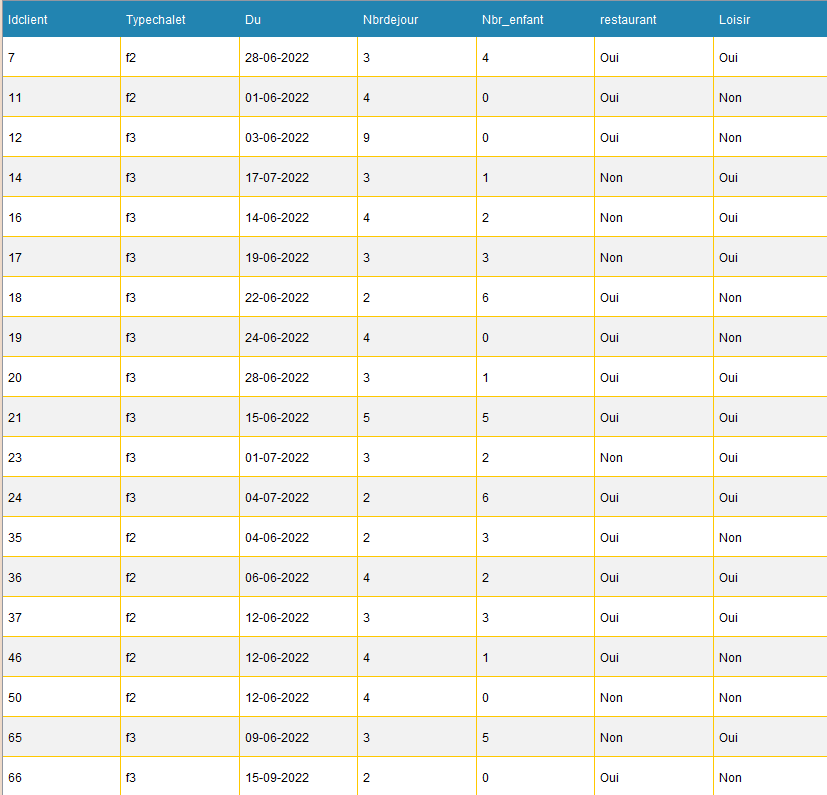 Idclient Typechalet Du Nbrdejour Nbr_enfant restaurant Loisir
7 f2 28-06-2022 3 4 Oui Oui
11 f2 01-06-2022 4 0 Oui Non
12 f3 03-06-2022 9 0 Oui Non
14 f3 17-07-2022 3 1 Non Oui
16 f3 14-06-2022 4 2 Non Oui
17 f3 19-06-2022 3 3 Non Oui
18 f3 22-06-2022 2 6 Oui Non
19 f3 24-06-2022 4 0 Oui Non
20 f3 28-06-2022 3 1 Oui Oui
21 f3 15-06-2022 5 5 Oui Oui
23 f3 01-07-2022 3 2 Non Oui
24 f3 04-07-2022 2 6 Oui Oui
35 f2 04-06-2022 2 3 Oui Non
36 f2 06-06-2022 4 2 Oui Oui
37 f2 12-06-2022 3 3 Oui Oui
46 f2 12-06-2022 4 1 Oui Non
50 f2 12-06-2022 4 0 Non Non
65 f3 09-06-2022 3 5 Non Oui
66 f3 15-09-2022 2 0 Oui Non